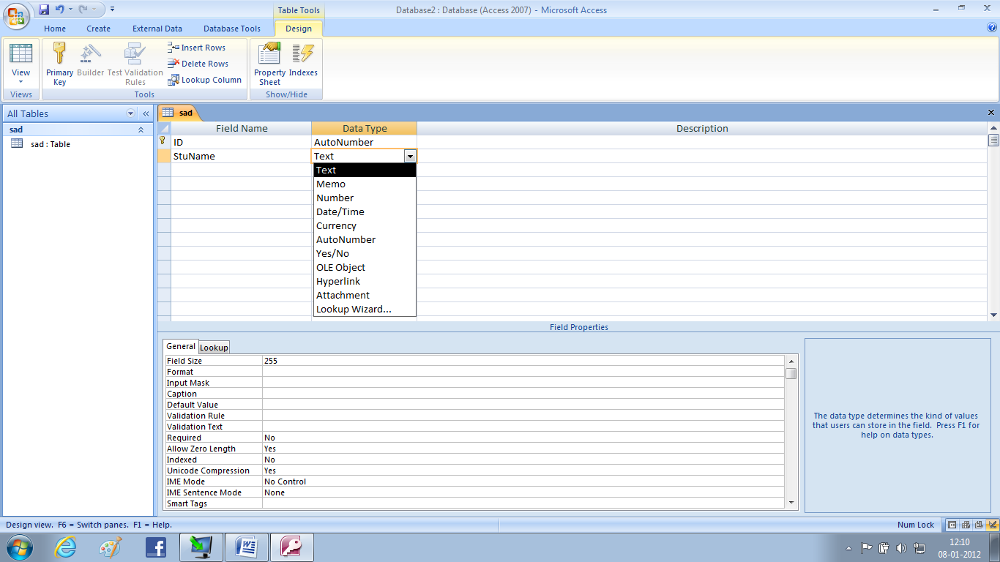 Table Tools
Database2 : Database (Access 2007) - Microsoft Access
Home Create External Data Database Tools Design
View
Views
Primary Key
Builder
Test Validation Rules
Insert Rows
Delete Rows
Lookup Column
Tools
Property Sheet
Indexes
Show/Hide
All Tables
sad
sad : Table
sad
Field Name Data Type Description
ID AutoNumber
StuName Text
Text
Memo
Number
Date/Time
Currency
AutoNumber
Yes/No
OLE Object
Hyperlink
Attachment
Lookup Wizard...
Field Properties
General Lookup
Field Size 255
Format
Input Mask
Caption
Default Value
Validation Rule
Validation Text
Required No
Allow Zero Length Yes
Indexed No
Unicode Compression Yes
IME Mode No Control
IME Sentence Mode None
Smart Tags
The data type determines the kind of values
that users can store in the field. Press F1 for
help on data types.
Design view. F6 = Switch panes. F1 = Help.
Num Lock
12:10
08-01-2012